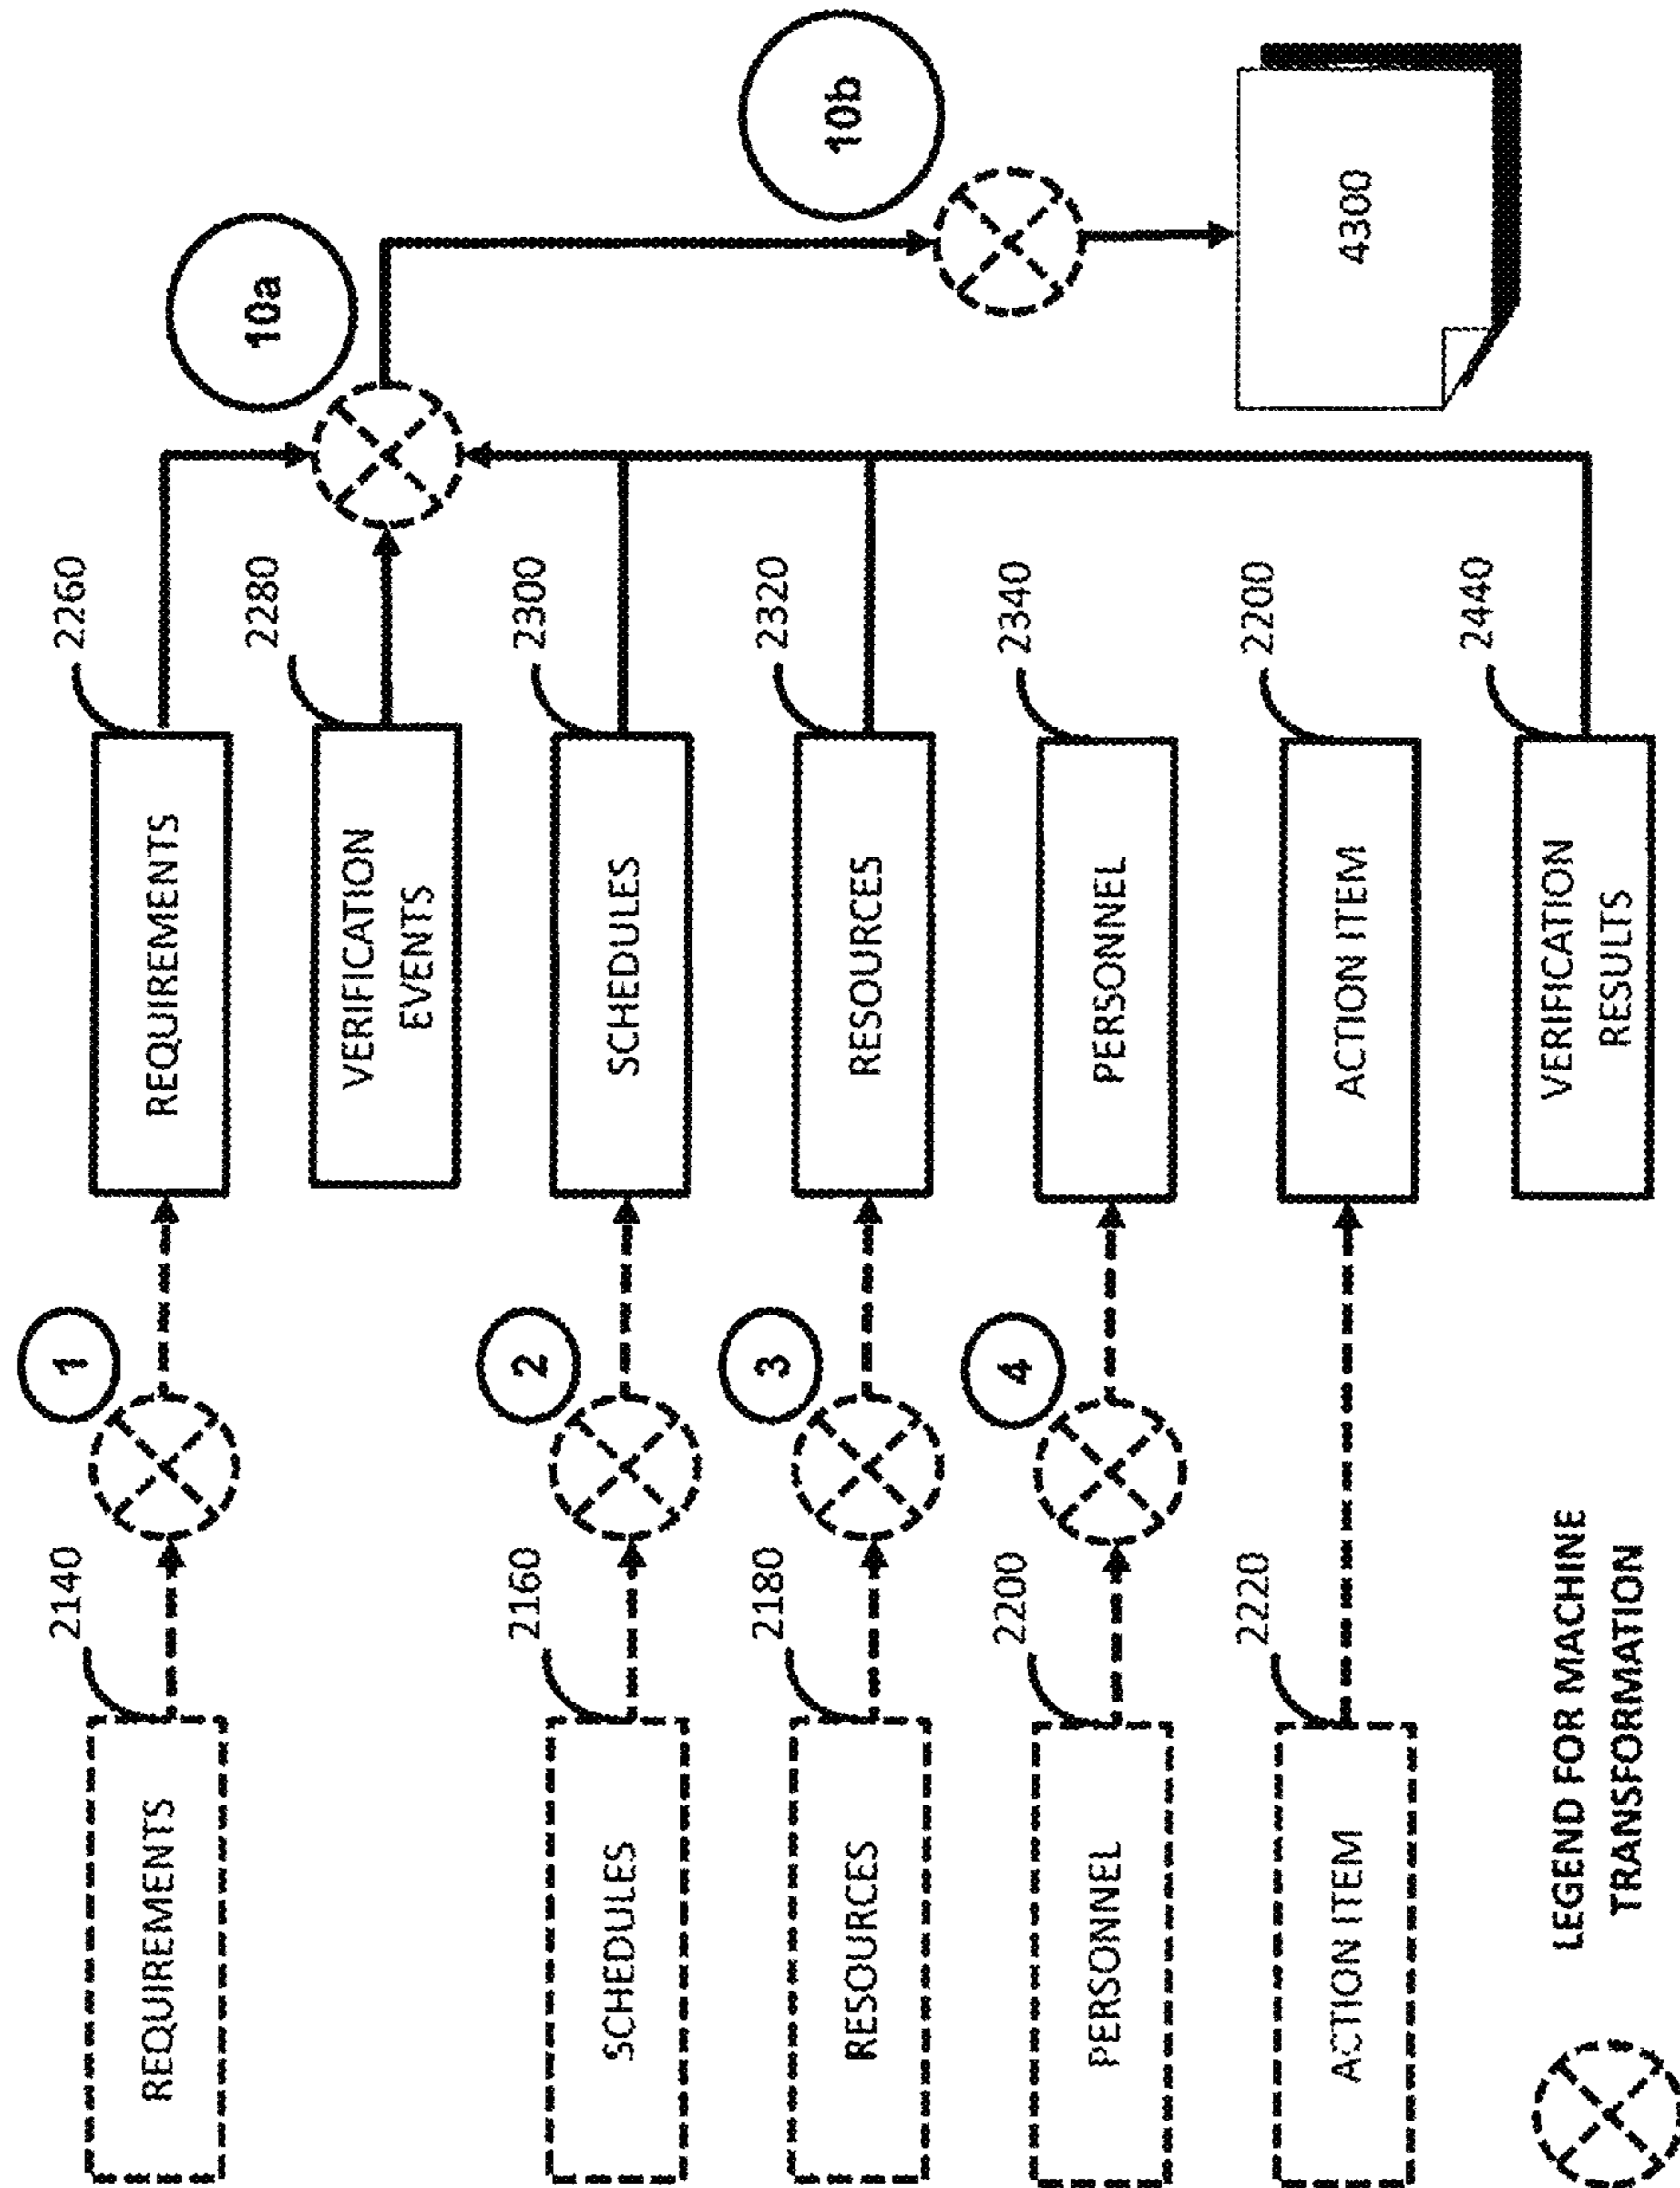 2140
REQUIREMENTS
1
2260
REQUIREMENTS
10a
2280
VERIFICATION
EVENTS
10b
2160
SCHEDULES
2
2300
SCHEDULES
2180
RESOURCES
3
2320
RESOURCES
4300
2200
PERSONNEL
4
2340
PERSONNEL
2220
ACTION ITEM
2200
ACTION ITEM
2440
VERIFICATION
RESULTS
LEGEND FOR MACHINE
TRANSFORMATION